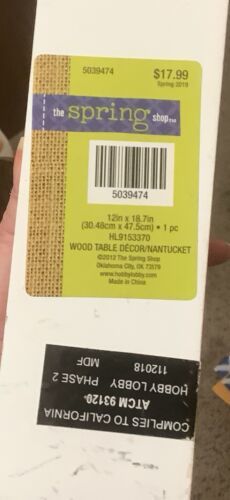 5039474
$17.99
Spring 2019
the spring shop™
5039474
12in x 18.7in
(30.48cm x 47.5cm) • 1 pc
HL9153370
WOOD TABLE DÉCOR/NANTUCKET
©2012 The Spring Shop
Oklahoma City, OK 73179
www.hobbylobby.com
Made in China
COMPLIES TO CALIFORNIA
ATCM 93120
HOBBY LOBBY PHASE 2
MDF
112018